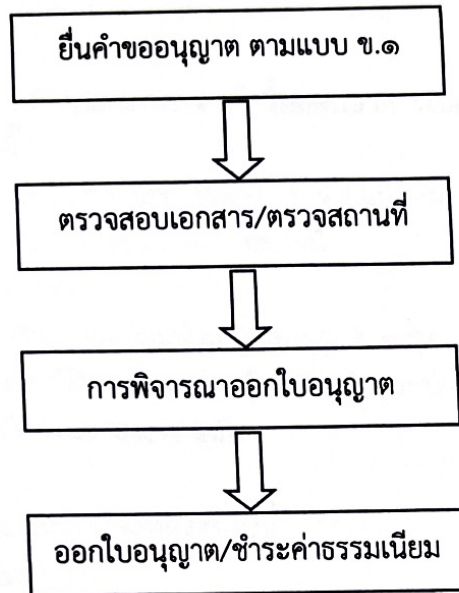 ยื่นคำขออนุญาต ตามแบบ ข.๑
ตรวจสอบเอกสาร/ตรวจสถานที่
การพิจารณาออกใบอนุญาต
ออกใบอนุญาต/ชำระค่าธรรมเนียม